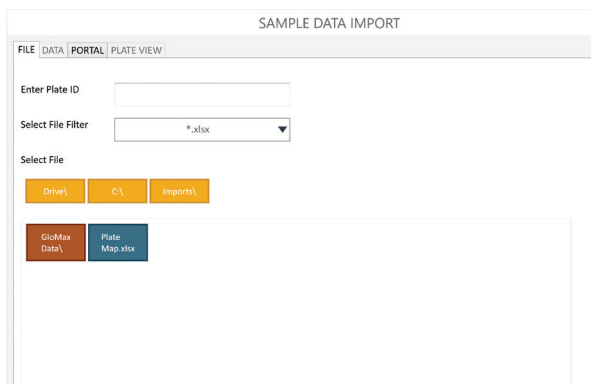 SAMPLE DATA IMPORT
FILE DATA PORTAL PLATE VIEW
Enter Plate ID
Select File Filter
*.xlsx
Select File
Drive\ C:\ Imports\
GloMax
Data\
Plate
Map.xlsx